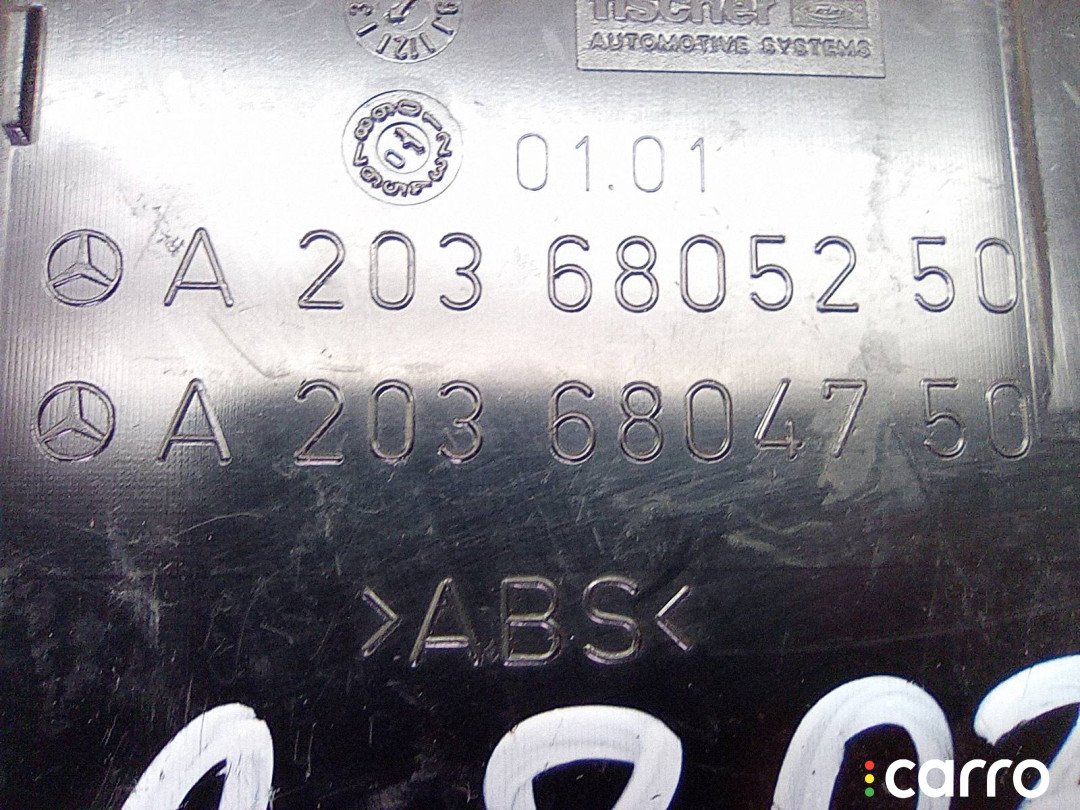 fischer
AUTOMOTIVE SYSTEMS
01.01
A 203 68052 50
A 203 68047 50
>ABS<
carro